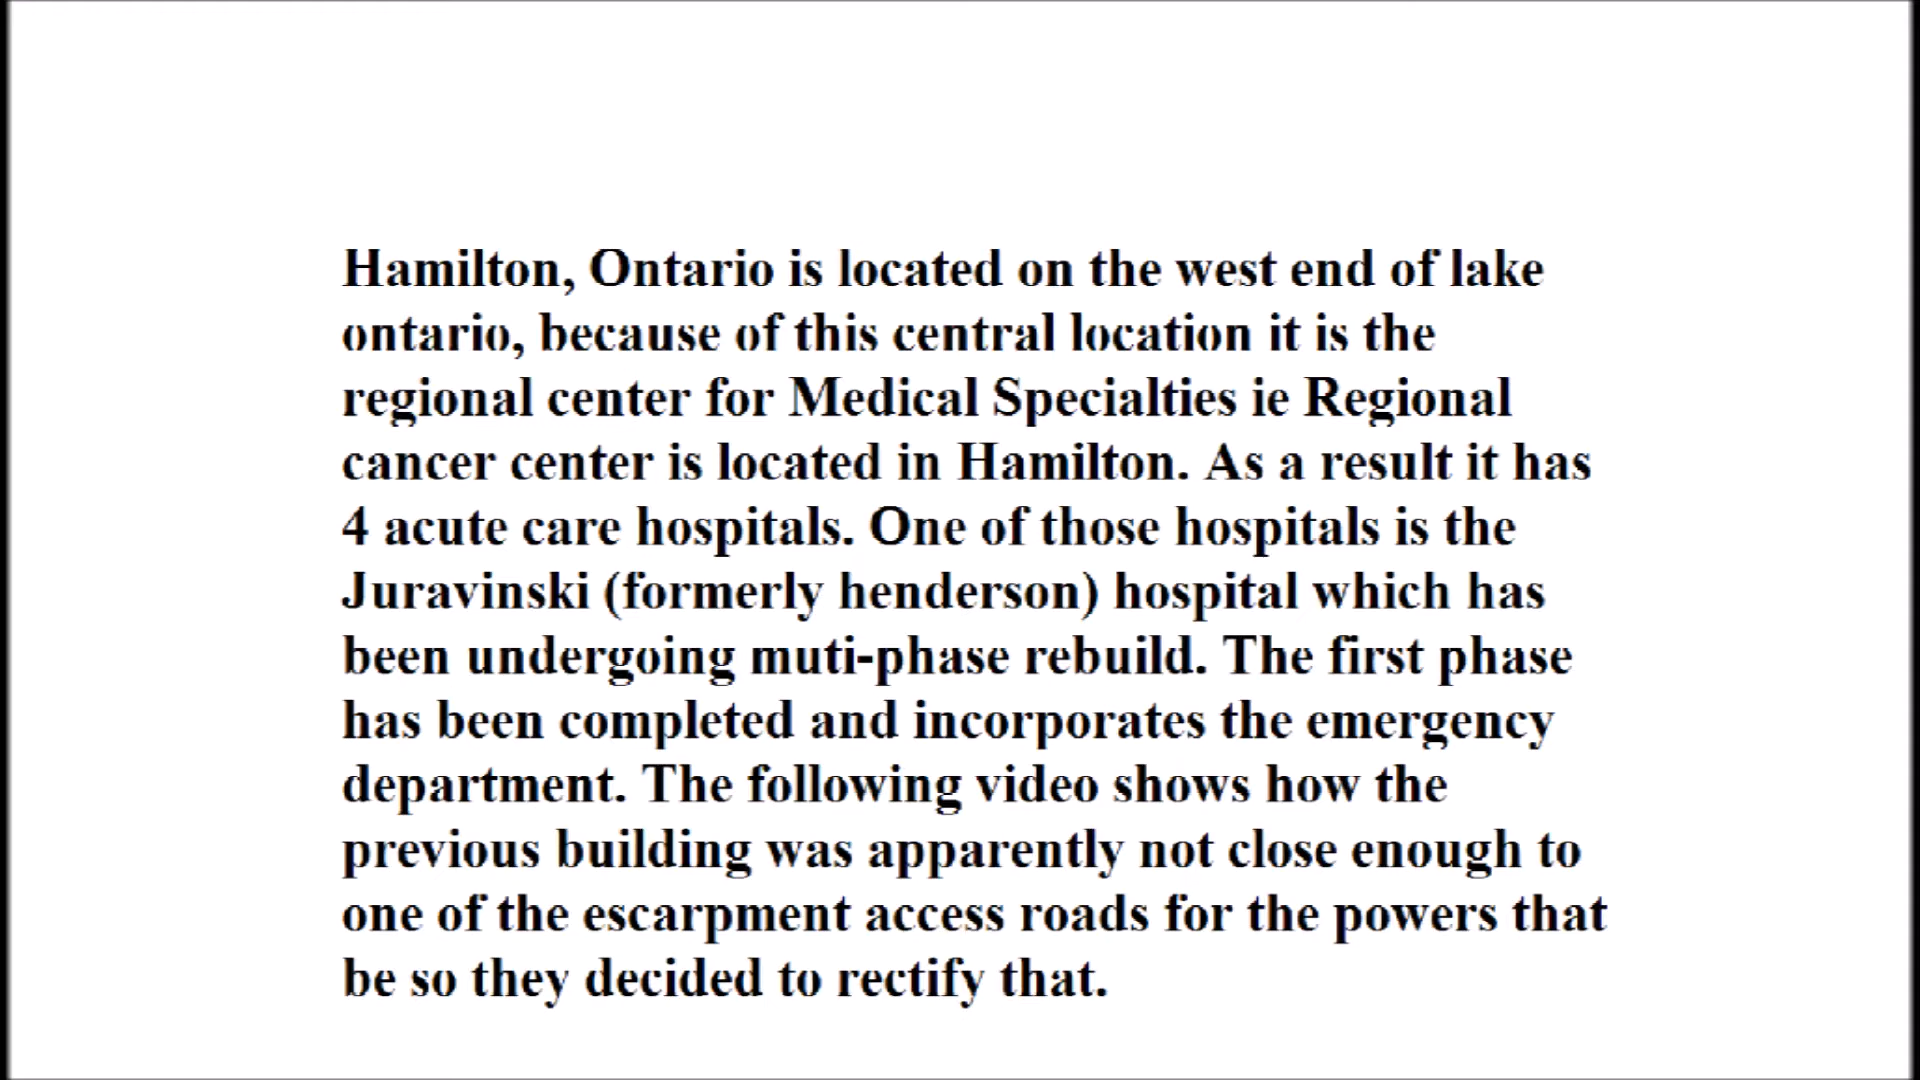 Hamilton, Ontario is located on the west end of lake
ontario, because of this central location it is the
regional center for Medical Specialties ie Regional
cancer center is located in Hamilton. As a result it has
4 acute care hospitals. One of those hospitals is the
Juravinski (formerly henderson) hospital which has
been undergoing muti-phase rebuild. The first phase
has been completed and incorporates the emergency
department. The following video shows how the
previous building was apparently not close enough to
one of the escarpment access roads for the powers that
be so they decided to rectify that.